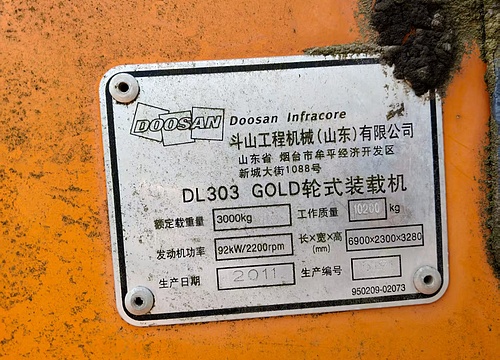 DOOSAN Doosan Infracore
斗山工程机械(山东)有限公司
山东省 烟台市牟平经济开发区
新城大街1088号
DL303 GOLD轮式装载机
额定载重量 3000kg 工作质量 10200 kg
发动机功率 92kW/2200rpm 长×宽×高 (mm) 6900×2300×3280
生产日期 2011 生产编号
950209-02073